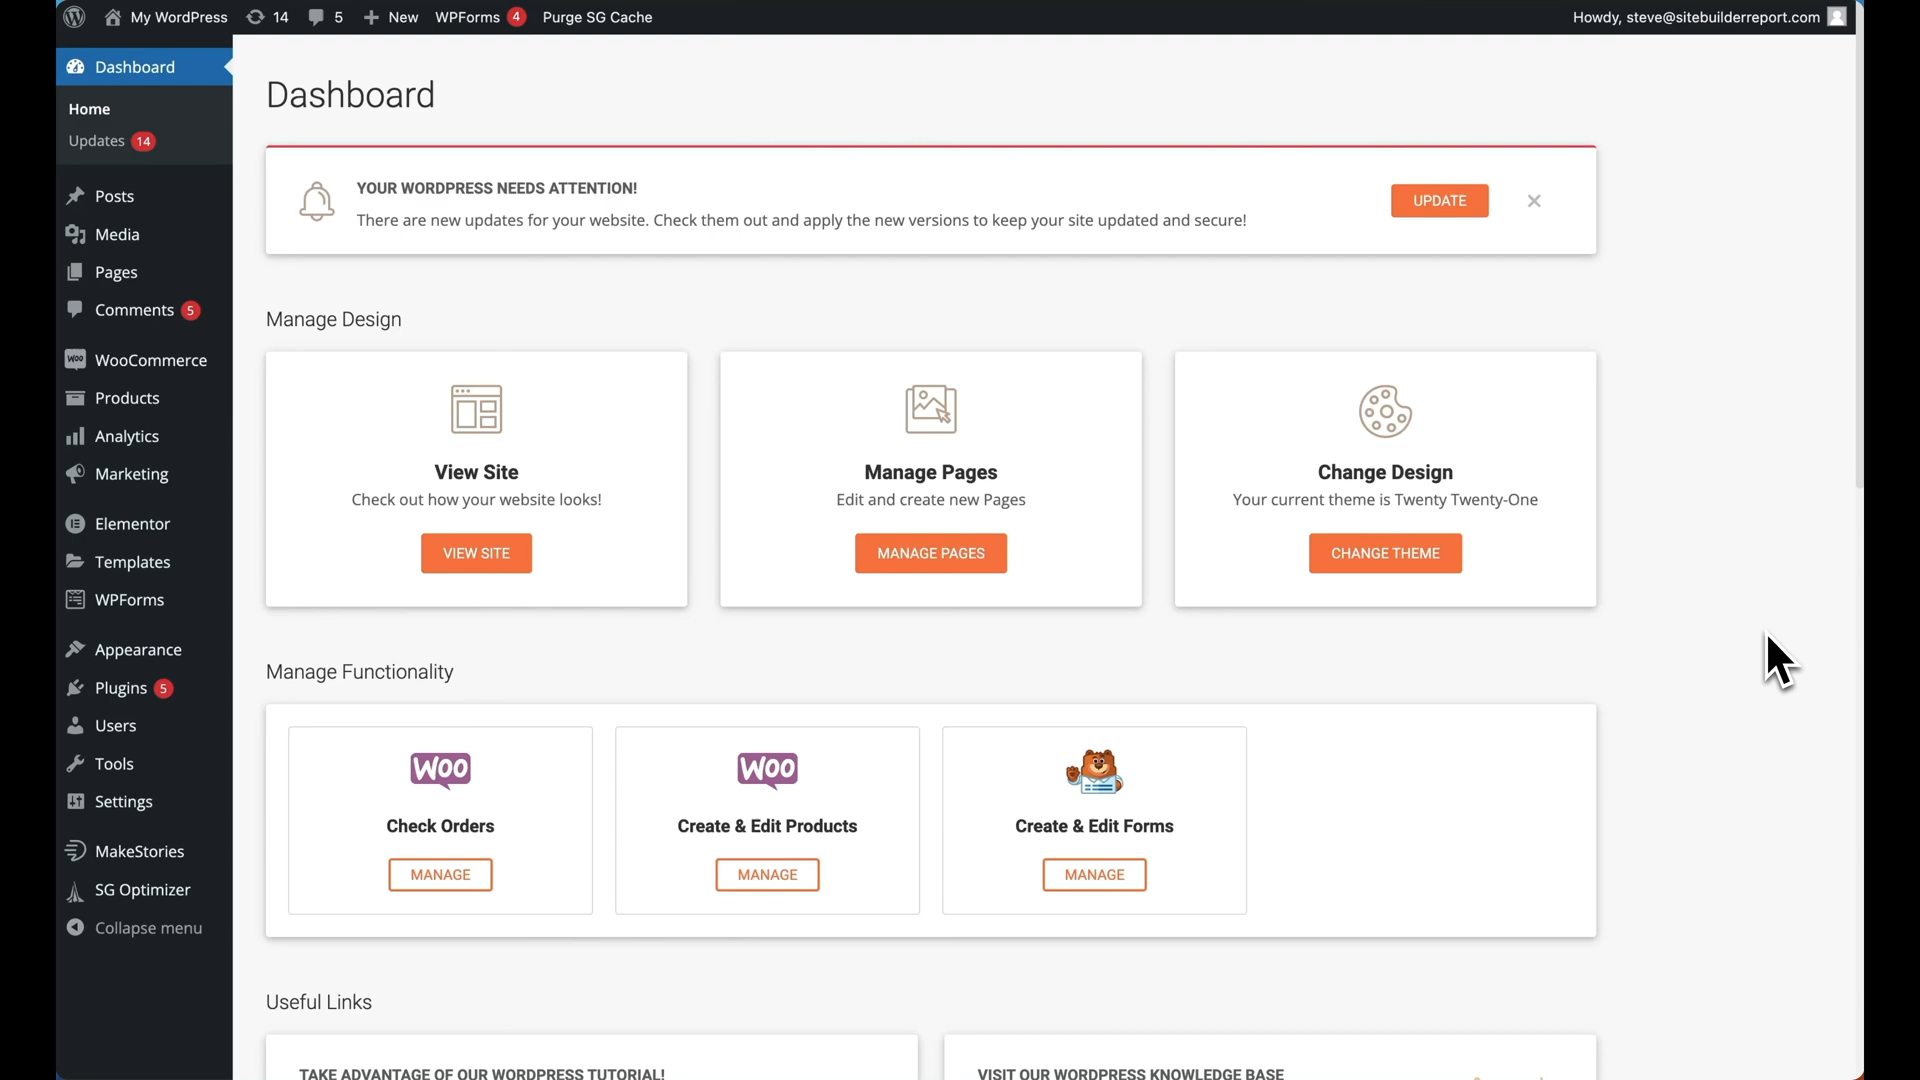 My WordPress 14 5 New WPForms 4 Purge SG Cache
Howdy, steve@sitebuilderreport.com
Dashboard
Home
Updates 14
Posts
Media
Pages
Comments 5
WooCommerce
Products
Analytics
Marketing
Elementor
Templates
WPForms
Appearance
Plugins 5
Users
Tools
Settings
MakeStories
SG Optimizer
Collapse menu
Dashboard
YOUR WORDPRESS NEEDS ATTENTION!
There are new updates for your website. Check them out and apply the new versions to keep your site updated and secure!
UPDATE
Manage Design
View Site
Check out how your website looks!
VIEW SITE
Manage Pages
Edit and create new Pages
MANAGE PAGES
Change Design
Your current theme is Twenty Twenty-One
CHANGE THEME
Manage Functionality
WOO
Check Orders
MANAGE
WOO
Create & Edit Products
MANAGE
Create & Edit Forms
MANAGE
Useful Links
TAKE ADVANTAGE OF OUR WORDPRESS TUTORIAL!
VISIT OUR WORDPRESS KNOWLEDGE BASE